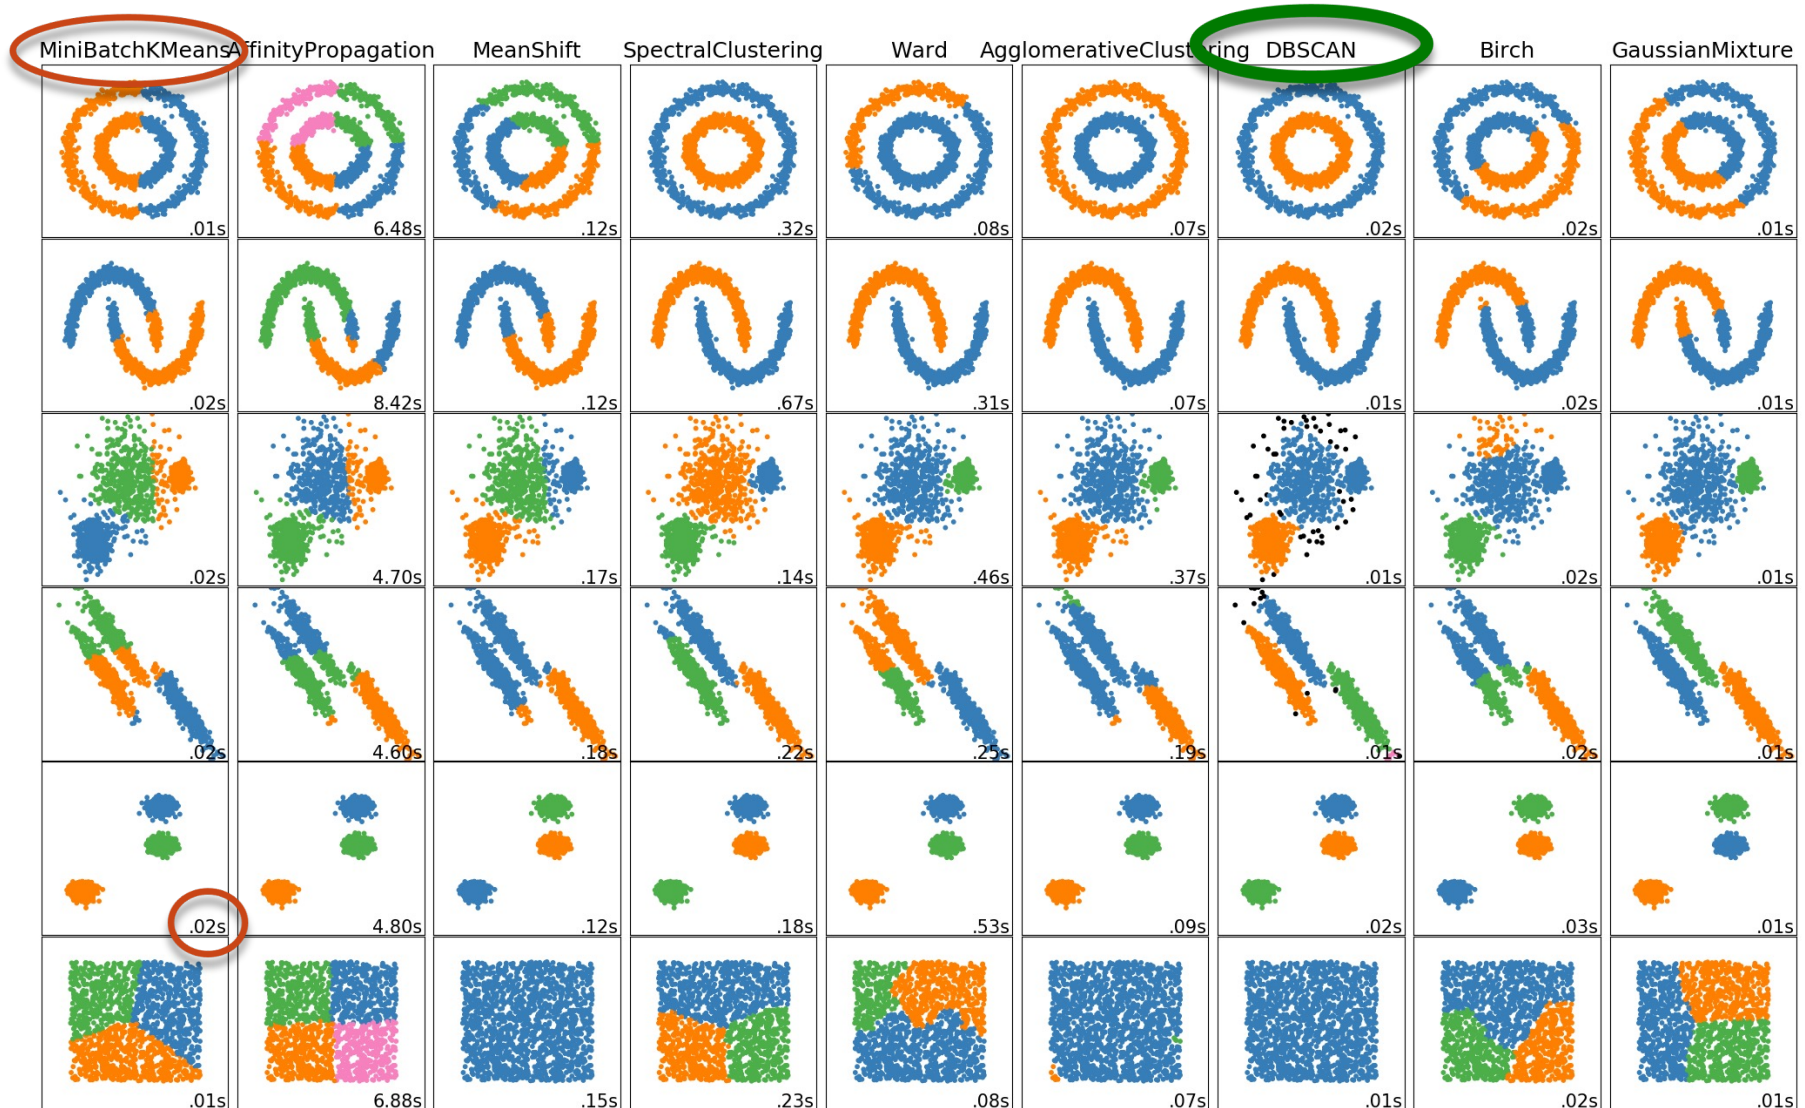 MiniBatchKMeans AffinityPropagation MeanShift SpectralClustering Ward AgglomerativeClustering DBSCAN Birch GaussianMixture
.01s 6.48s .12s .32s .08s .07s .02s .02s .01s
.02s 8.42s .12s .67s .31s .07s .01s .02s .01s
.02s 4.70s .17s .14s .46s .37s .01s .02s .01s
.02s 4.60s .18s .22s .25s .19s .01s .02s .01s
.02s 4.80s .12s .18s .53s .09s .02s .03s .01s
.01s 6.88s .15s .23s .08s .07s .01s .02s .01s